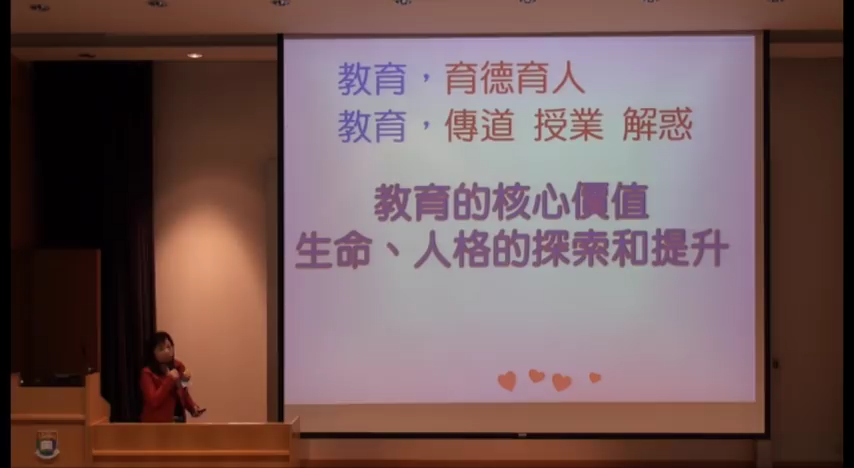 教育，育德育人
教育，傳道 授業 解惑
教育的核心價值
生命、人格的探索和提升